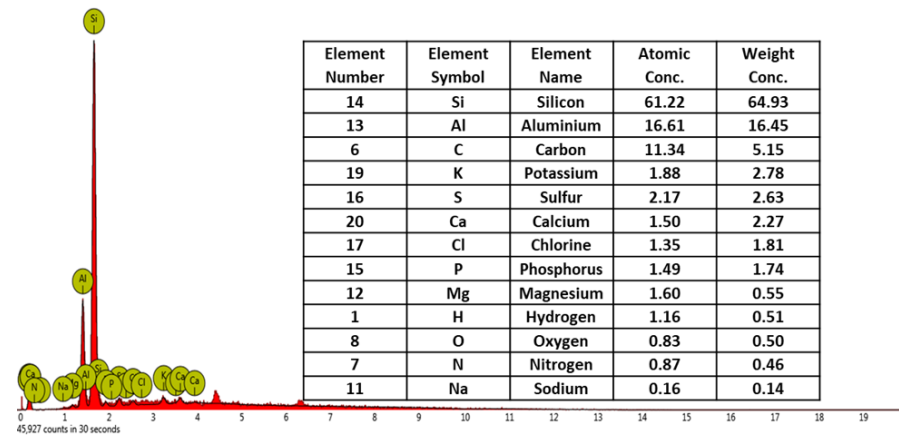 Si
Element Number Element Symbol Element Name Atomic Conc. Weight Conc.
14 Si Silicon 61.22 64.93
13 Al Aluminium 16.61 16.45
6 C Carbon 11.34 5.15
19 K Potassium 1.88 2.78
16 S Sulfur 2.17 2.63
20 Ca Calcium 1.50 2.27
17 Cl Chlorine 1.35 1.81
15 P Phosphorus 1.49 1.74
12 Mg Magnesium 1.60 0.55
1 H Hydrogen 1.16 0.51
8 O Oxygen 0.83 0.50
7 N Nitrogen 0.87 0.46
11 Na Sodium 0.16 0.14
Al
Ca N Na Mg Al Si P Cl K Ca Ca
0 1 2 3 4 5 6 7 8 9 10 11 12 13 14 15 16 17 18 19
45,927 counts in 30 seconds